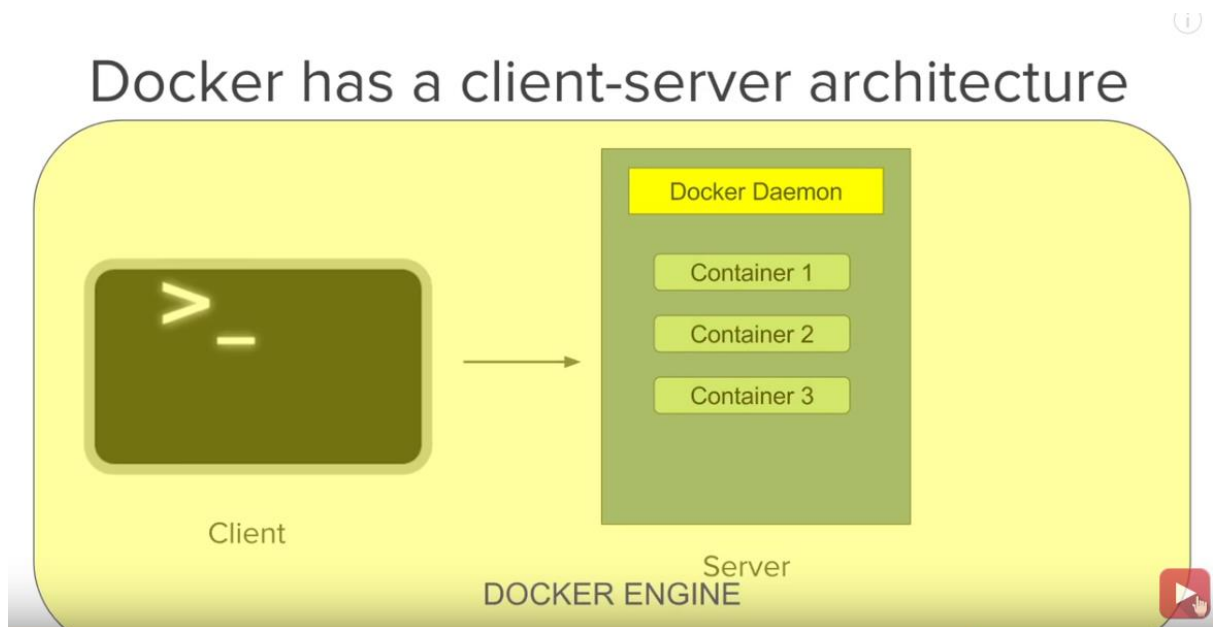 Docker has a client-server architecture
Docker Daemon
Container 1
Container 2
Container 3
>_
Client
Server
DOCKER ENGINE